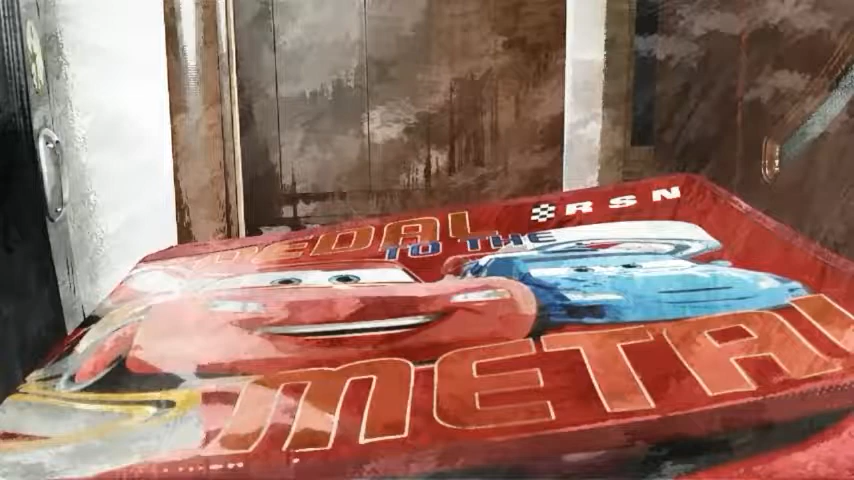 RSN
PEDAL
TO THE
METAL